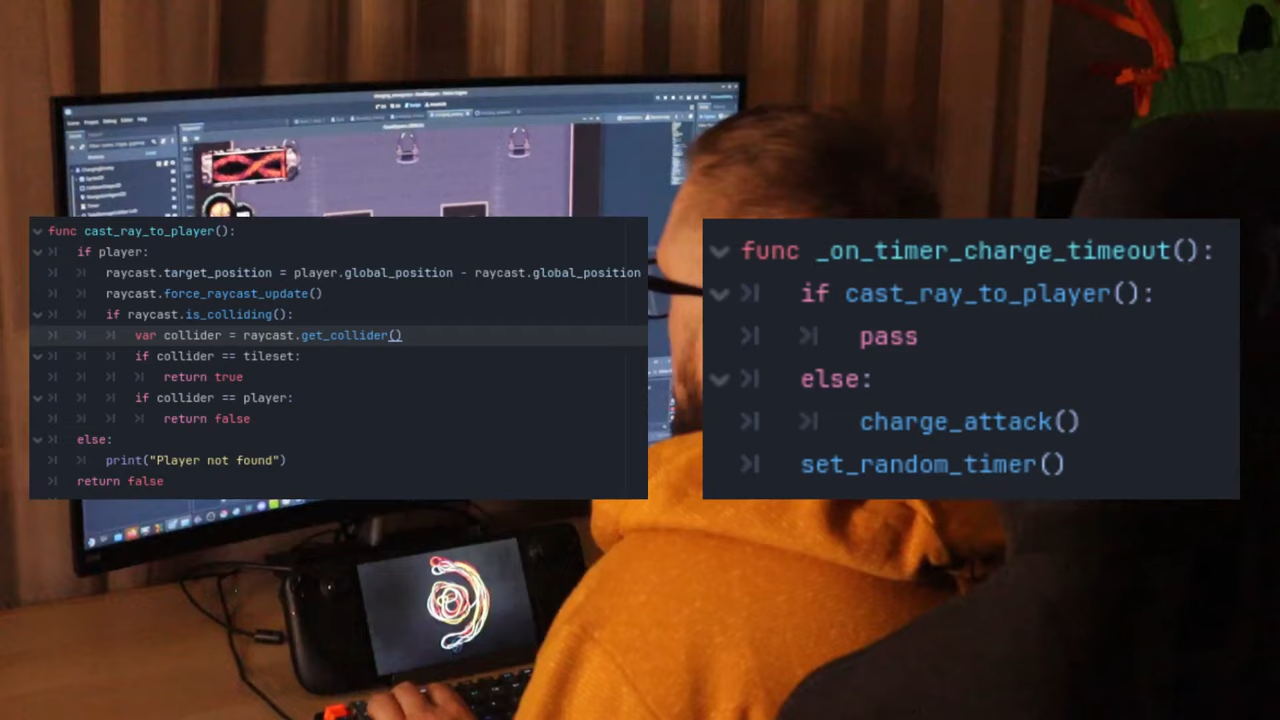 func cast_ray_to_player():
if player:
raycast.target_position = player.global_position - raycast.global_position
raycast.force_raycast_update()
if raycast.is_colliding():
var collider = raycast.get_collider()
if collider == tileset:
return true
if collider == player:
return false
else:
print("Player not found")
return false
func _on_timer_charge_timeout():
if cast_ray_to_player():
pass
else:
charge_attack()
set_random_timer()